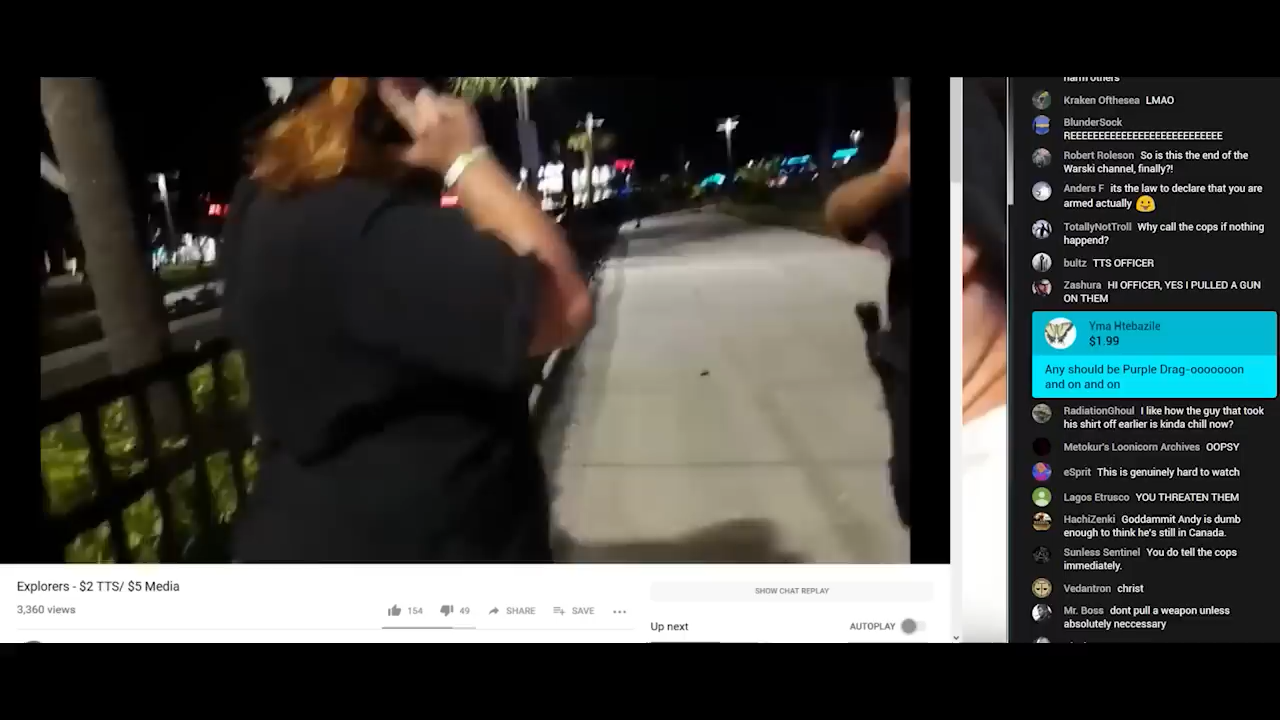 harm others
Kraken Ofthesea LMAO
BlunderSock
REEEEEEEEEEEEEEEEEEEEEEEEEE
Robert Roleson So is this the end of the
Warski channel, finally?!
Anders F its the law to declare that you are
armed actually
TotallyNotTroll Why call the cops if nothing
happend?
bultz TTS OFFICER
Zashura HI OFFICER, YES I PULLED A GUN
ON THEM
Yma Htebazile
$1.99
Any should be Purple Drag-ooooooon
and on and on
RadiationGhoul I like how the guy that took
his shirt off earlier is kinda chill now?
Metokur's Loonicorn Archives OOPSY
eSprit This is genuinely hard to watch
Lagos Etrusco YOU THREATEN THEM
HachiZenki Goddammit Andy is dumb
enough to think he's still in Canada.
Sunless Sentinel You do tell the cops
immediately.
Vedantron christ
Mr. Boss dont pull a weapon unless
absolutely neccessary
Explorers - $2 TTS/ $5 Media
3,360 views
154
49
SHARE
SAVE
SHOW CHAT REPLAY
Up next
AUTOPLAY